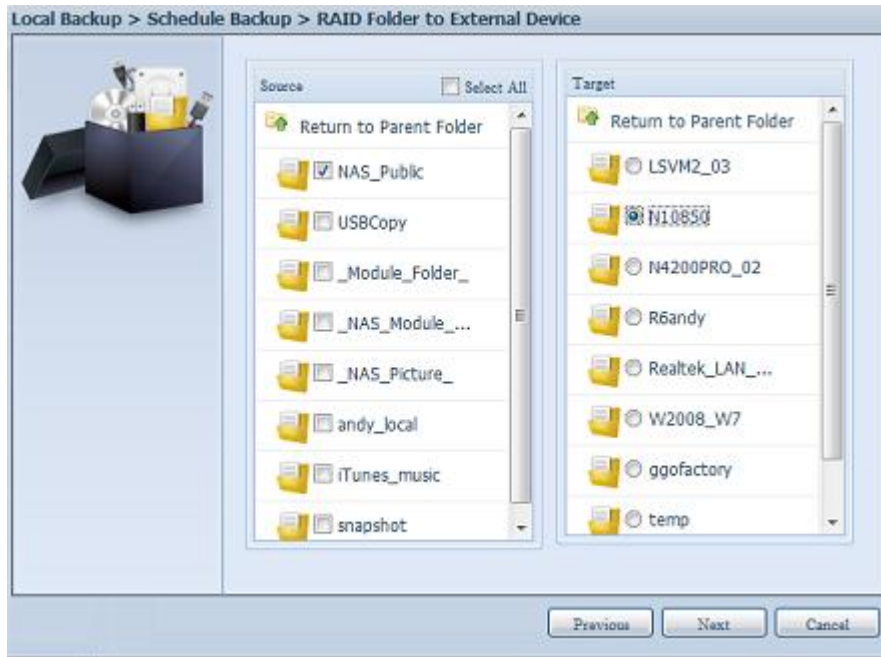 Local Backup > Schedule Backup > RAID Folder to External Device
Source
Select All
Return to Parent Folder
NAS_Public
USBCopy
_Module_Folder_
_NAS_Module_...
_NAS_Picture_
andy_local
iTunes_music
snapshot
Target
Return to Parent Folder
LSVM2_03
N10850
N4200PRO_02
R6andy
Realtek_LAN_...
W2008_W7
ggofactory
temp
Previous
Next
Cancel